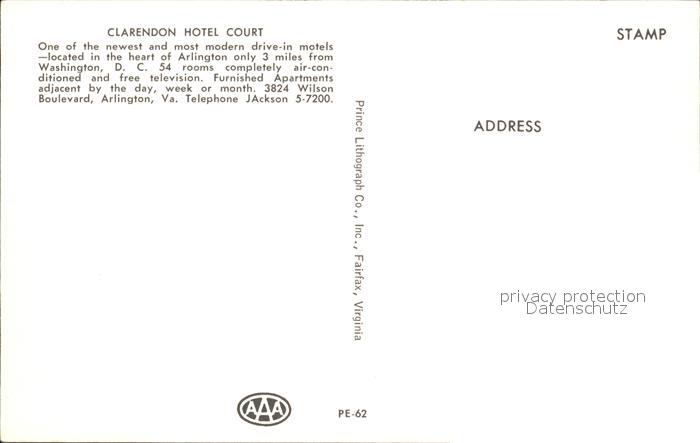 CLARENDON HOTEL COURT
One of the newest and most modern drive-in motels
—located in the heart of Arlington only 3 miles from
Washington, D. C. 54 rooms completely air-con-
ditioned and free television. Furnished Apartments
adjacent by the day, week or month. 3824 Wilson
Boulevard, Arlington, Va. Telephone JAckson 5-7200.
STAMP
ADDRESS
Prince Lithograph Co., Inc., Fairfax, Virginia
privacy protection
Datenschutz
AAA
PE-62